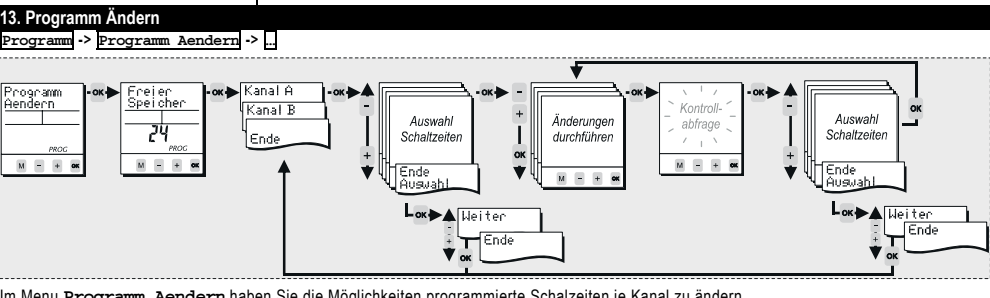 13. Programm Ändern
Programm -> Programm Aendern -> ...
Programm
Aendern
PROG
M - + OK
OK
Freier
Speicher
24
PROG
M - + OK
OK
Kanal A
Kanal B
Ende
OK
-
+
Auswahl
Schaltzeiten
Ende
Auswahl
OK
-
+
OK
Weiter
Ende
OK
-
+
OK
Änderungen
durchführen
M - + OK
OK
Kontroll-
abfrage
M - + OK
OK
-
+
Auswahl
Schaltzeiten
Ende
Auswahl
OK
OK
-
+
OK
Weiter
Ende
Im Menu Programm Aendern haben Sie die Möglichkeiten programmierte Schalzeiten je Kanal zu ändern